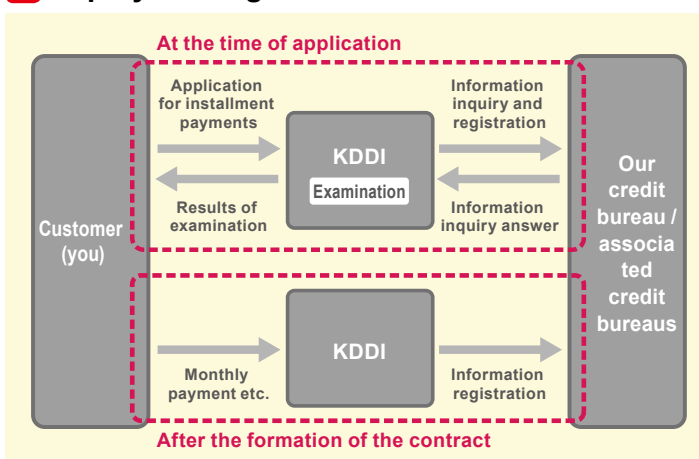 At the time of application
Application
for installment
payments
Information
inquiry and
registration
KDDI
Examination
Results of
examination
Information
inquiry answer
Customer
(you)
Our
credit
bureau /
associa
ted
credit
bureaus
KDDI
Monthly
payment etc.
Information
registration
After the formation of the contract